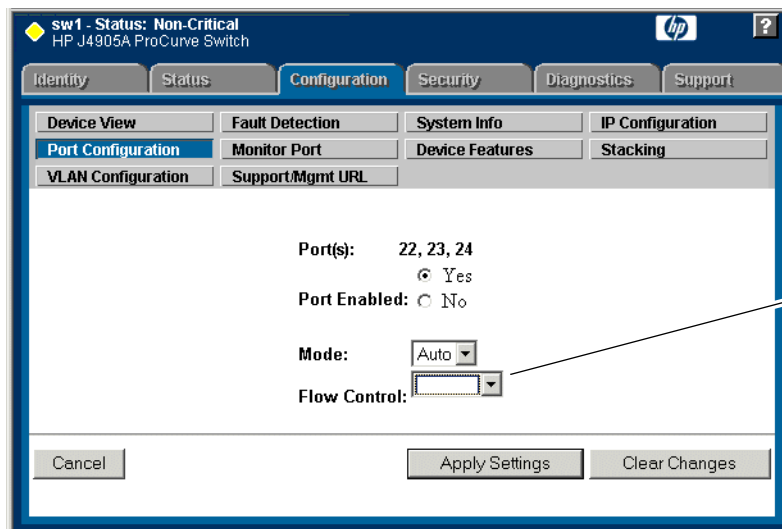 sw1 - Status: Non-Critical
HP J4905A ProCurve Switch
hp
?
Identity Status Configuration Security Diagnostics Support
Device View Fault Detection System Info IP Configuration
Port Configuration Monitor Port Device Features Stacking
VLAN Configuration Support/Mgmt URL
Port(s): 22, 23, 24
Yes
Port Enabled: No
Mode: Auto
Flow Control:
Cancel Apply Settings Clear Changes